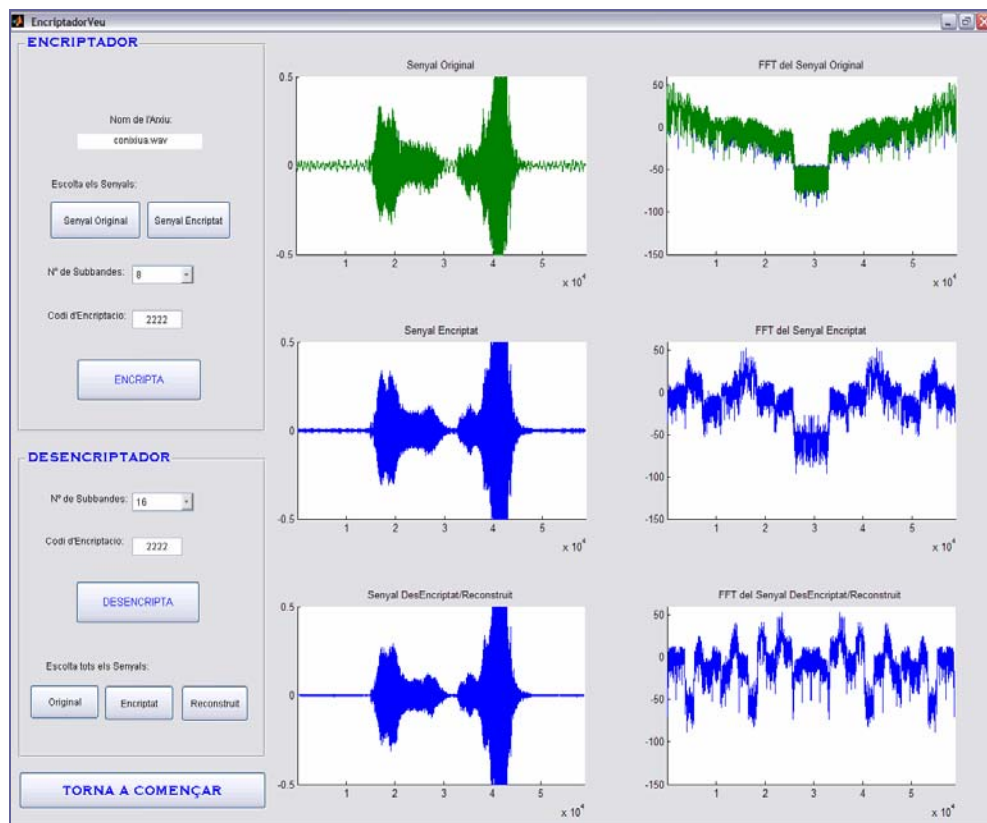 EncriptadorVeu
ENCRIPTADOR
Nom de l'Arxiu:
conixiua.wav
Escolta els Senyals:
Senyal Original Senyal Encriptat
Nº de Subbandes: 8
Codi d'Encriptacio: 2222
ENCRIPTA
DESENCRIPTADOR
Nº de Subbandes: 16
Codi d'Encriptacio: 2222
DESENCRIPTA
Escolta tots els Senyals:
Original Encriptat Reconstruit
TORNA A COMENÇAR
Senyal Original
0.5
0
-0.5
1 2 3 4 5
x 10^4
FFT del Senyal Original
50
0
-50
-100
-150
1 2 3 4 5
x 10^4
Senyal Encriptat
0.5
0
-0.5
1 2 3 4 5
x 10^4
FFT del Senyal Encriptat
50
0
-50
-100
-150
1 2 3 4 5
x 10^4
Senyal DesEncriptat/Reconstruit
0.5
0
-0.5
1 2 3 4 5
x 10^4
FFT del Senyal DesEncriptat/Reconstruit
50
0
-50
-100
-150
1 2 3 4 5
x 10^4